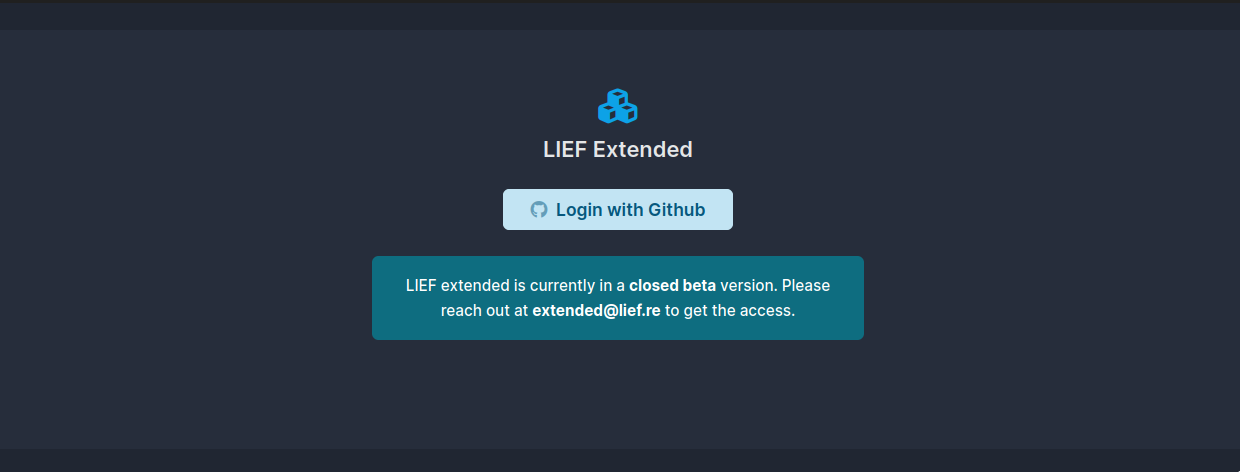 LIEF Extended
Login with Github
LIEF extended is currently in a closed beta version. Please
reach out at extended@lief.re to get the access.